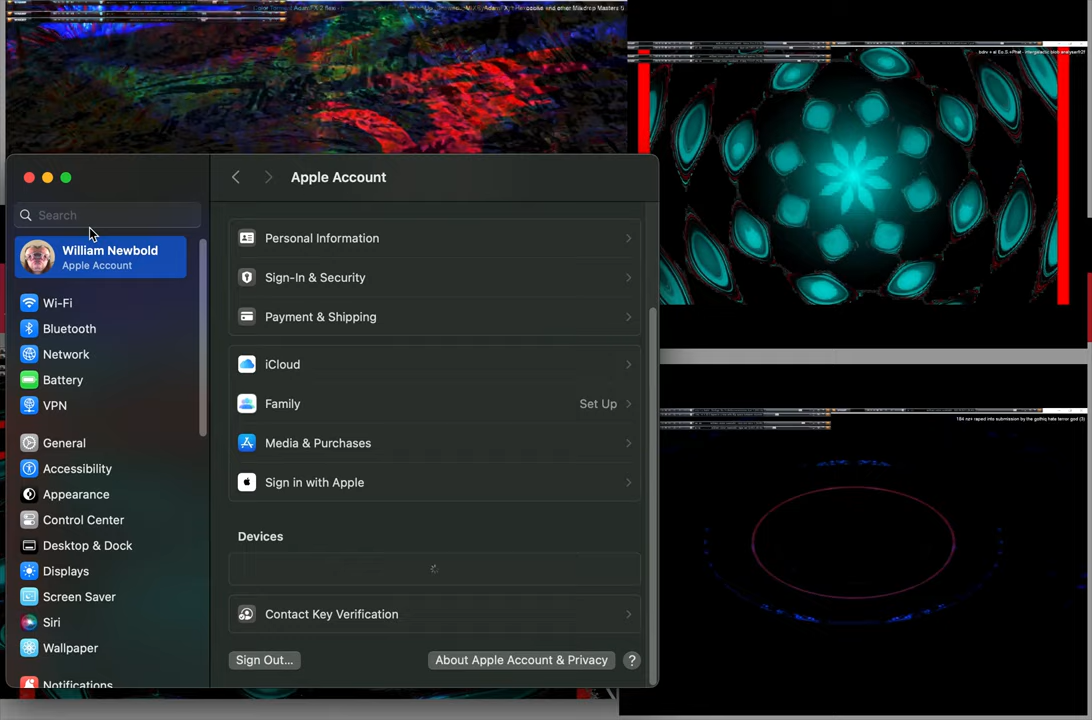 Apple Account
Search
William Newbold
Apple Account
Wi-Fi
Bluetooth
Network
Battery
VPN
General
Accessibility
Appearance
Control Center
Desktop & Dock
Displays
Screen Saver
Siri
Wallpaper
Notifications
Personal Information
Sign-In & Security
Payment & Shipping
iCloud
Family
Set Up
Media & Purchases
Sign in with Apple
Devices
Contact Key Verification
Sign Out...
About Apple Account & Privacy
?